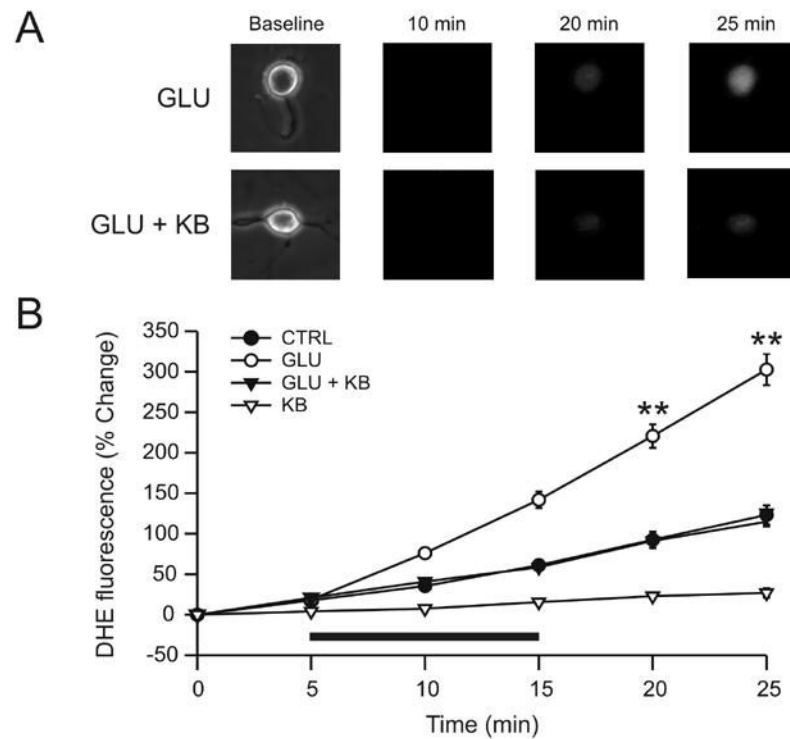 A
Baseline 10 min 20 min 25 min
GLU
GLU + KB
B
350
300
250
200
150
100
50
0
-50
DHE fluorescence (% Change)
CTRL
GLU
GLU + KB
KB
**
**
0 5 10 15 20 25
Time (min)